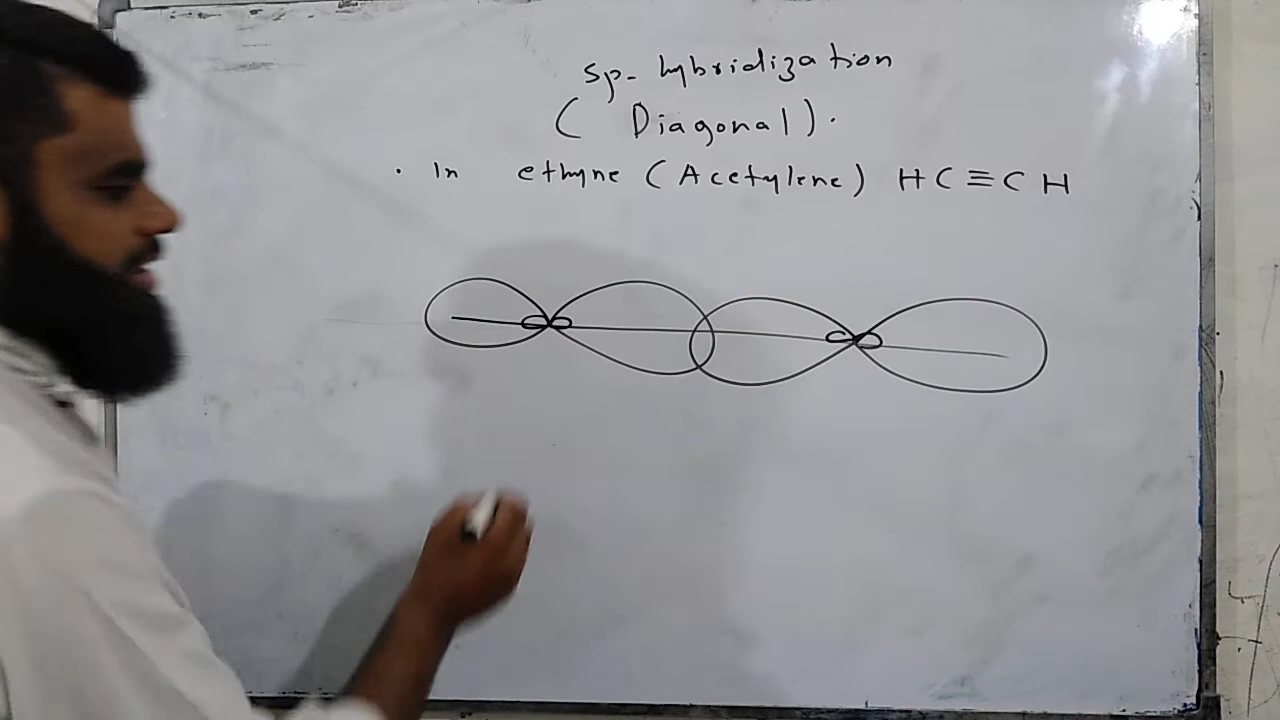 sp- hybridization
( Diagonal).
. In ethyne (Acetylene) HC≡CH